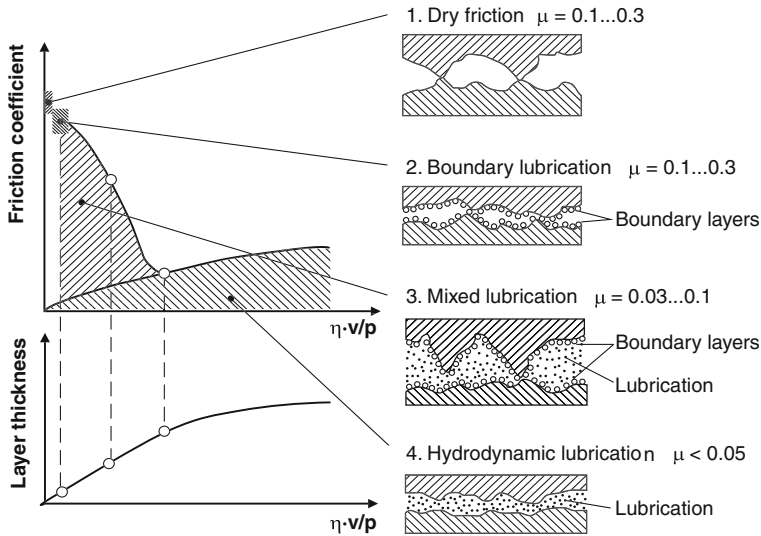 1. Dry friction µ = 0.1...0.3
Friction coefficient
2. Boundary lubrication µ = 0.1...0.3
Boundary layers
3. Mixed lubrication µ = 0.03...0.1
η·v/p
Boundary layers
Lubrication
Layer thickness
4. Hydrodynamic lubrication µ < 0.05
Lubrication
η·v/p